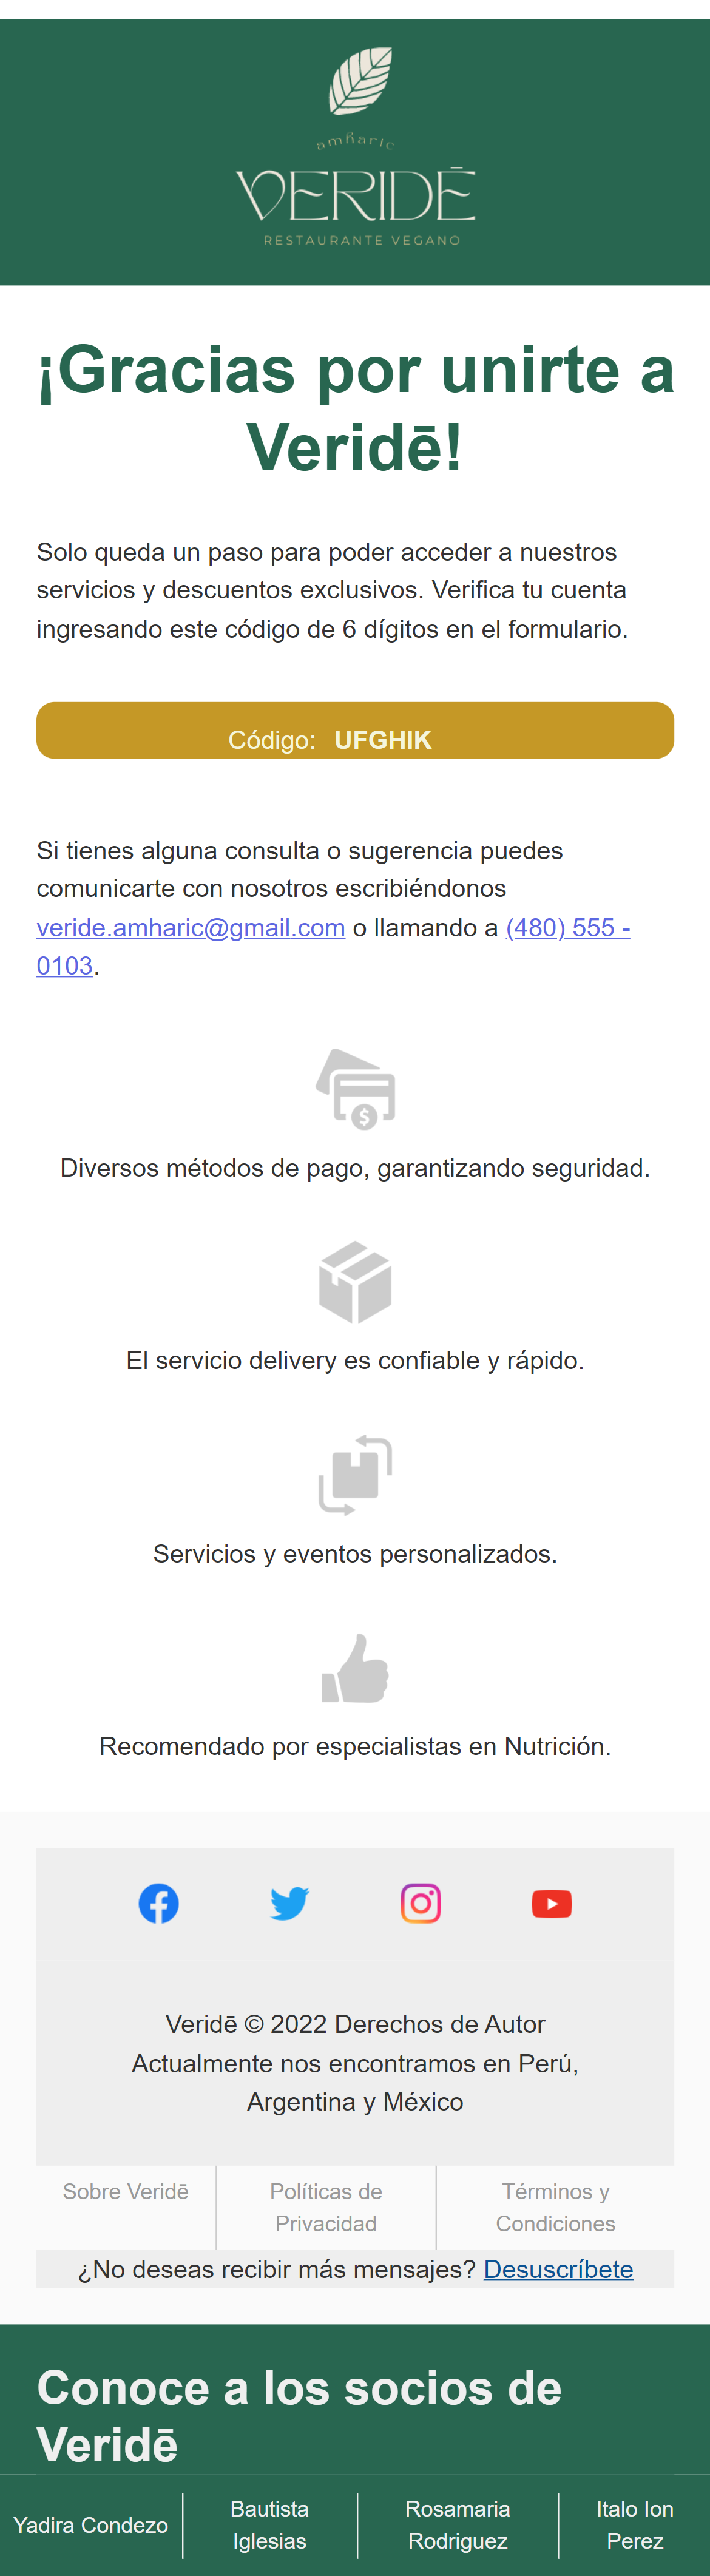 amharic
VERIDĒ
RESTAURANTE VEGANO
¡Gracias por unirte a
Veridē!
Solo queda un paso para poder acceder a nuestros
servicios y descuentos exclusivos. Verifica tu cuenta
ingresando este código de 6 dígitos en el formulario.
Código: UFGHIK
Si tienes alguna consulta o sugerencia puedes
comunicarte con nosotros escribiéndonos
veride.amharic@gmail.com o llamando a (480) 555 -
0103.
Diversos métodos de pago, garantizando seguridad.
El servicio delivery es confiable y rápido.
Servicios y eventos personalizados.
Recomendado por especialistas en Nutrición.
Veridē © 2022 Derechos de Autor
Actualmente nos encontramos en Perú,
Argentina y México
Sobre Veridē
Políticas de
Privacidad
Términos y
Condiciones
¿No deseas recibir más mensajes? Desuscríbete
Conoce a los socios de
Veridē
Yadira Condezo
Bautista
Iglesias
Rosamaria
Rodriguez
Italo Ion
Perez